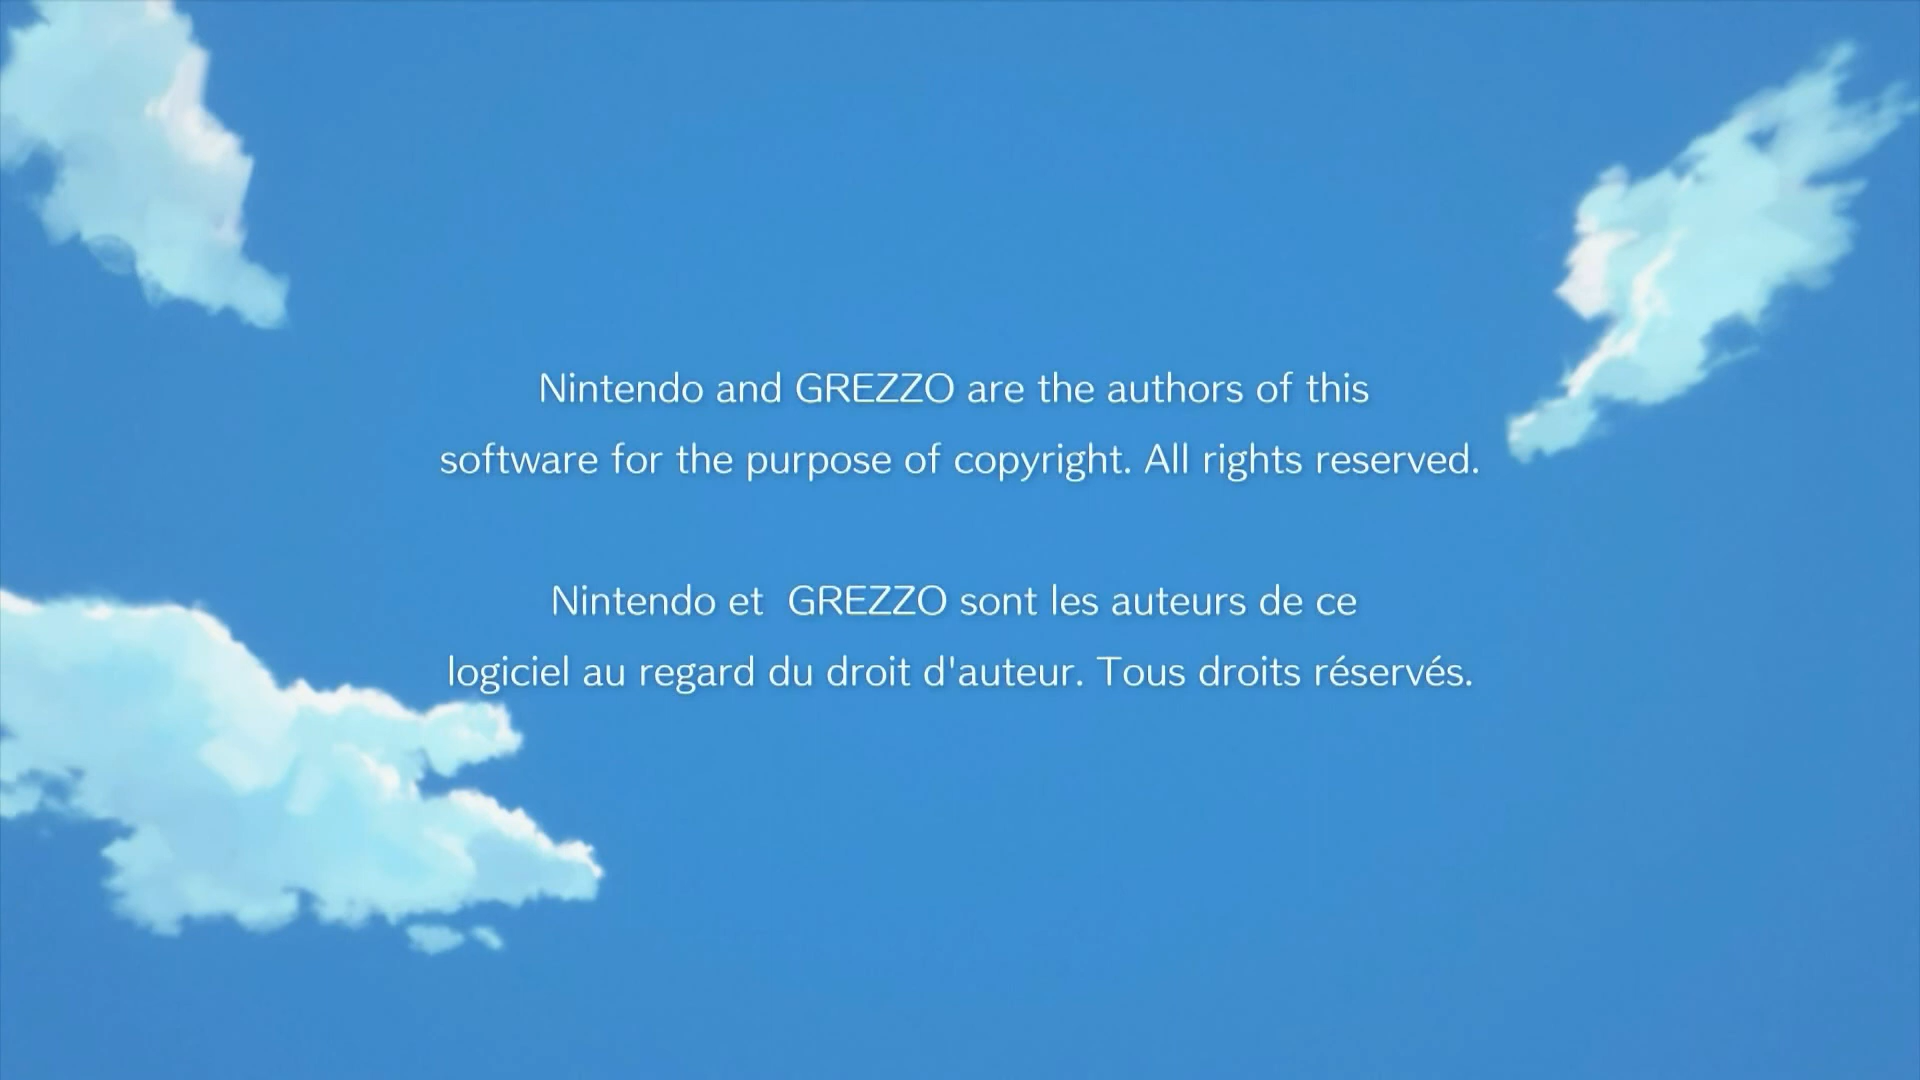 Nintendo and GREZZO are the authors of this
software for the purpose of copyright. All rights reserved.
Nintendo et  GREZZO sont les auteurs de ce
logiciel au regard du droit d'auteur. Tous droits réservés.